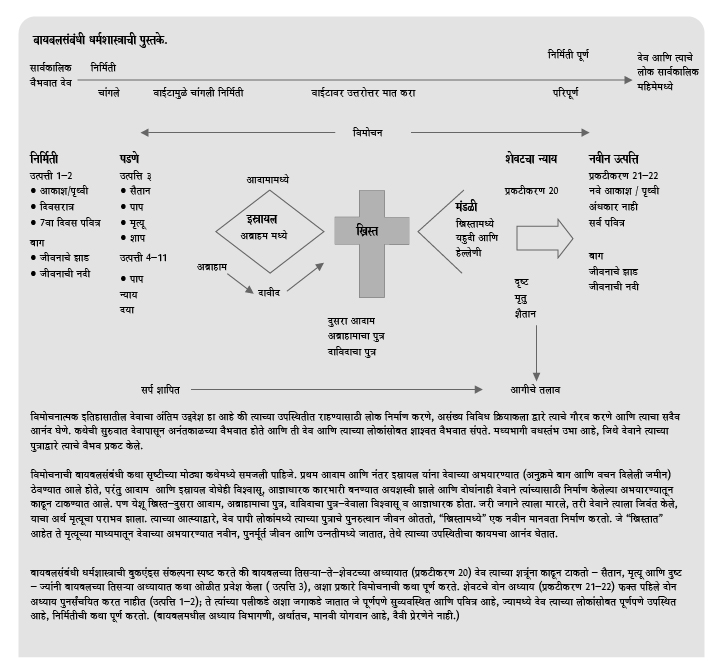 बायबलसंबंधी धर्मशास्त्राची पुस्तके.
सार्वकालिक
वैभवात देव
निर्मिती
निर्मिती पूर्ण
देव आणि त्याचे
लोक सार्वकालिक
महिमेमध्ये
चांगले
वाईटामुळे चांगली निर्मिती
वाईटावर उत्तरोत्तर मात करा
परिपूर्ण
विमोचन
निर्मिती
उत्पत्ती 1–2
● आकाश/पृथ्वी
● दिवसरात्र
● 7वा दिवस पवित्र
बाग
● जीवनाचे झाड
● जीवनाची नदी
पडणे
उत्पत्ति ३
● सैतान
● पाप
● मृत्यू
● शाप
उत्पत्ती 4–11
● पाप
न्याय
दया
आदामामध्ये
इस्त्रायल
अब्राहम मध्ये
अब्राहाम
दावीद
ख्रिस्त
दुसरा आदाम
अब्राहामाचा पुत्र
दाविदाचा पुत्र
मंडळी
ख्रिस्तामध्ये
यहुवी आणि
हेल्लेणी
शेवटचा न्याय
प्रकटीकरण 20
दृष्ट
मृतु
शैतान
नवीन उत्पत्ति
प्रकटीकरण 21–22
नवे आकाश / पृथ्वी
अंधकार नाही
सर्व पवित्र
बाग
जीवनाचे झाड
जीवनाची नदी
सर्प शापित
आगीचे तलाव
विमोचनात्मक इतिहासातील देवाचा अंतिम उद्देश हा आहे की त्याच्या उपस्थितीत राहण्यासाठी लोक निर्माण करणे, असंख्य विविध क्रियाकला द्वारे त्याचे गौरव करणे आणि त्याचा सदैव
आनंद घेणे. कथेची सुरुवात देवापासून अनंतकाळच्या वैभवात होते आणि ती देव आणि त्याच्या लोकांसोबत शाश्वत वैभवात संपते. मध्यभागी वधस्तंभ उभा आहे, जिथे देवाने त्याच्या
पुत्राद्वारे त्याचे वैभव प्रकट केले.
विमोचनाची बायबलसंबंधी कथा सृष्टीच्या मोठ्या कथेमध्ये समजली पाहिजे. प्रथम आदाम आणि नंतर इस्रायल यांना देवाच्या अभयारण्यात (अनुक्रमे बाग आणि वचन दिलेली जमीन)
ठेवण्यात आले होते, परंतु आदाम आणि इस्रायल दोघेही विश्वासू, आज्ञाधारक कारभारी बनण्यात अयशस्वी झाले आणि दोघांनाही देवाने त्यांच्यासाठी निर्माण केलेल्या अभयारण्यातून
काढून टाकण्यात आले. पण येशू ख्रिस्त–दुसरा आदाम, अब्राहामाचा पुत्र, दाविदाचा पुत्र–देवाला विश्वासू व आज्ञाधारक होता. जरी जगाने त्याला मारले, तरी देवाने त्याला जिवंत केले,
याचा अर्थ मृत्यूचा पराभव झाला. त्याच्या आत्म्याद्वारे, देव पापी लोकांमध्ये त्याच्या पुत्राचे पुनरुत्थान जीवन ओततो, “ख्रिस्तामध्ये” एक नवीन मानवता निर्माण करतो. जे “ख्रिस्तात”
आहेत ते मृत्यूच्या माध्यमातून देवाच्या अभयारण्यात नवीन, पुनर्मूर्त जीवन आणि उन्नतीमध्ये जातात, तेथे त्याच्या उपस्थितीचा कायमचा आनंद घेतात.
बायबलसंबंधी धर्मशास्त्राची बुकएंड्स संकल्पना स्पष्ट करते की बायबलच्या तिसऱ्या–ते–शेवटच्या अध्यायात (प्रकटीकरण 20) देव त्याच्या शत्रूंना काढून टाकतो – सैतान, मृत्यू आणि दुष्ट
– ज्यांनी बायबलच्या तिसऱ्या अध्यायात कथा ओळीत प्रवेश केला ( उत्पत्ति 3), अशा प्रकारे विमोचनाची कथा पूर्ण करते. शेवटचे दोन अध्याय (प्रकटीकरण 21–22) फक्त पहिले दोन
अध्याय पुनर्संचयित करत नाहीत (उत्पत्ति 1–2); ते त्यांच्या पलीकडे अशा जगाकडे जातात जे पूर्णपणे सुव्यवस्थित आणि पवित्र आहे, ज्यामध्ये देव त्याच्या लोकांसोबत पूर्णपणे उपस्थित
आहे, निर्मितीची कथा पूर्ण करतो. (बायबलमधील अध्याय विभागणी, अर्थातच, मानवी योगदान आहे, दैवी प्रेरणेने नाही.)